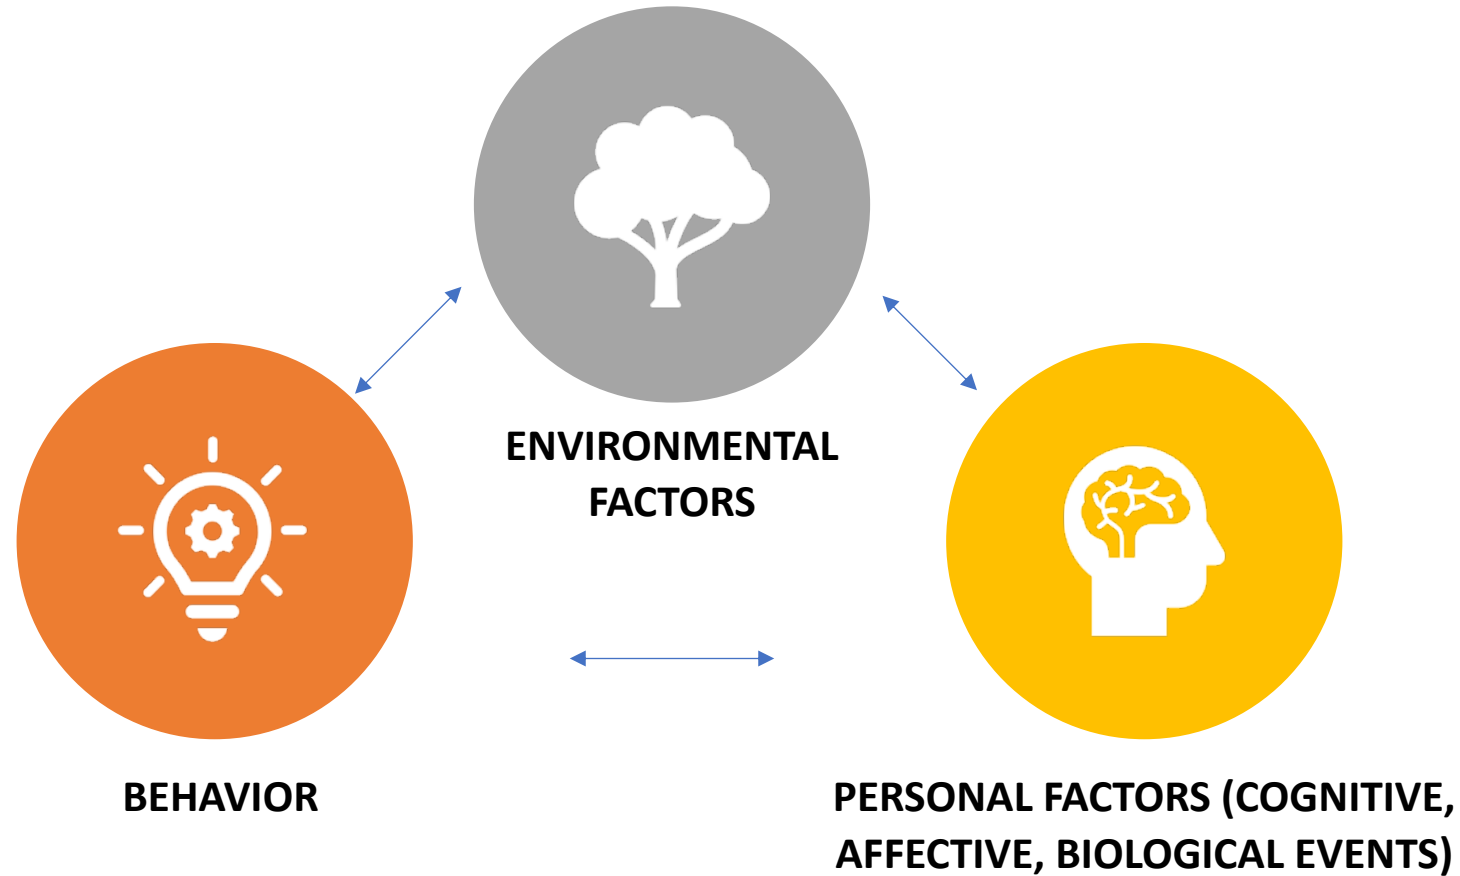 ENVIRONMENTAL
FACTORS
BEHAVIOR
PERSONAL FACTORS (COGNITIVE,
AFFECTIVE, BIOLOGICAL EVENTS)